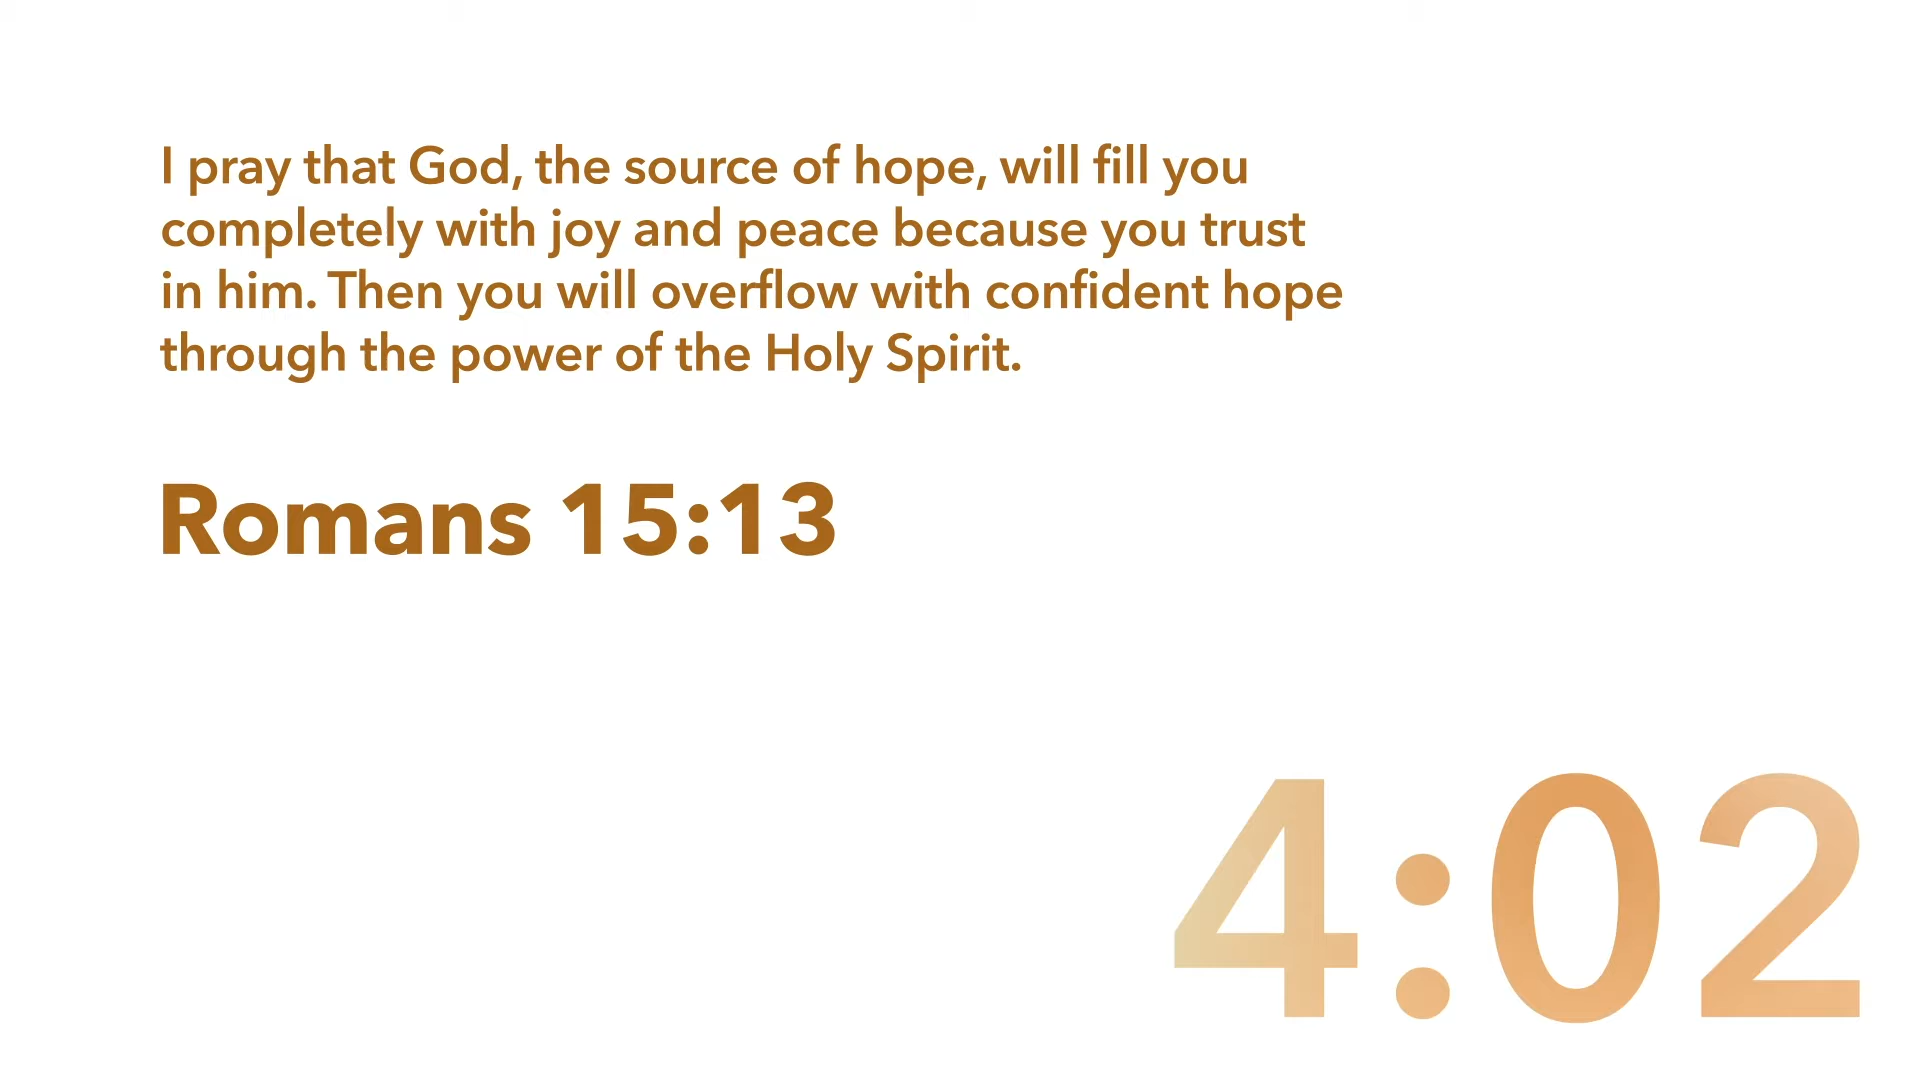 I pray that God, the source of hope, will fill you
completely with joy and peace because you trust
in him. Then you will overflow with confident hope
through the power of the Holy Spirit.
Romans 15:13
4:02